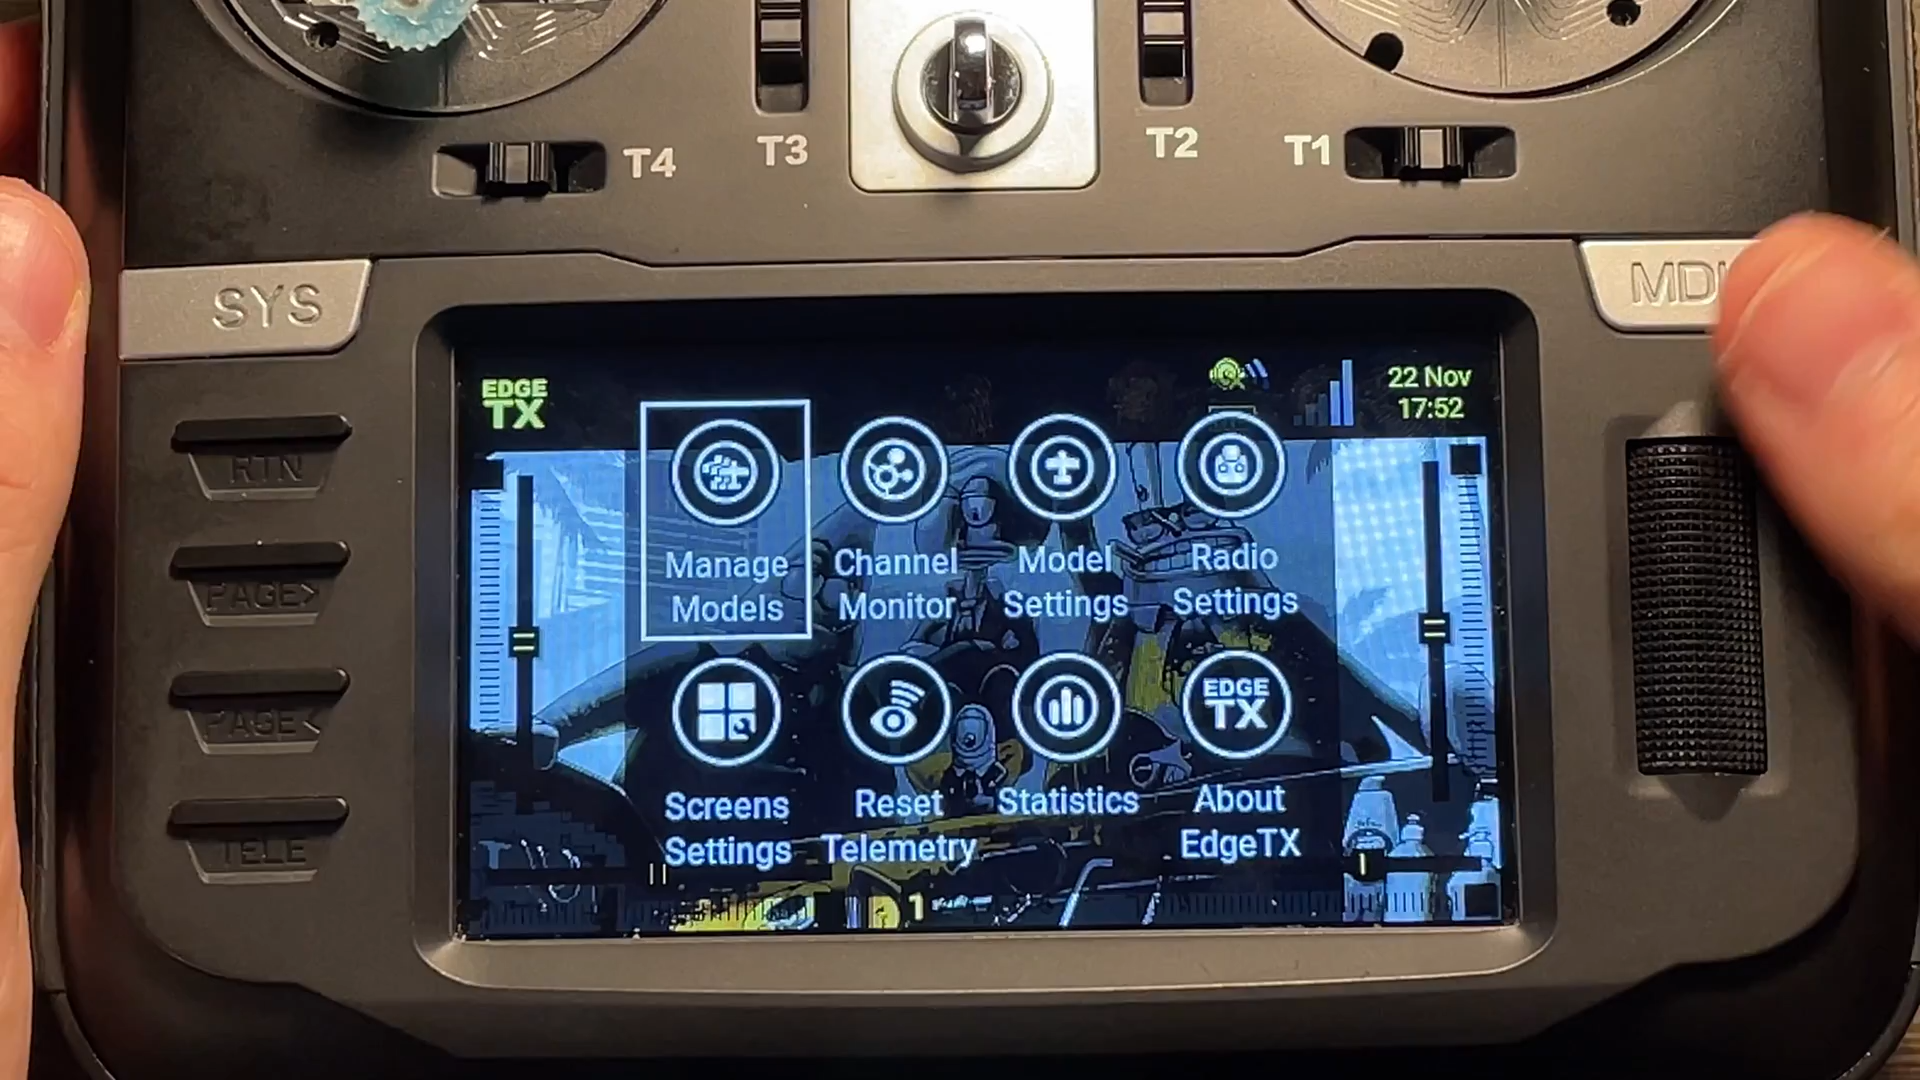 T4
T3
T2
T1
SYS
MDL
RTN
PAGE>
PAGE<
TELE
EDGE
TX
22 Nov
17:52
Manage
Models
Channel
Monitor
Model
Settings
Radio
Settings
Screens
Settings
Reset
Telemetry
Statistics
EDGE
TX
About
EdgeTX
1